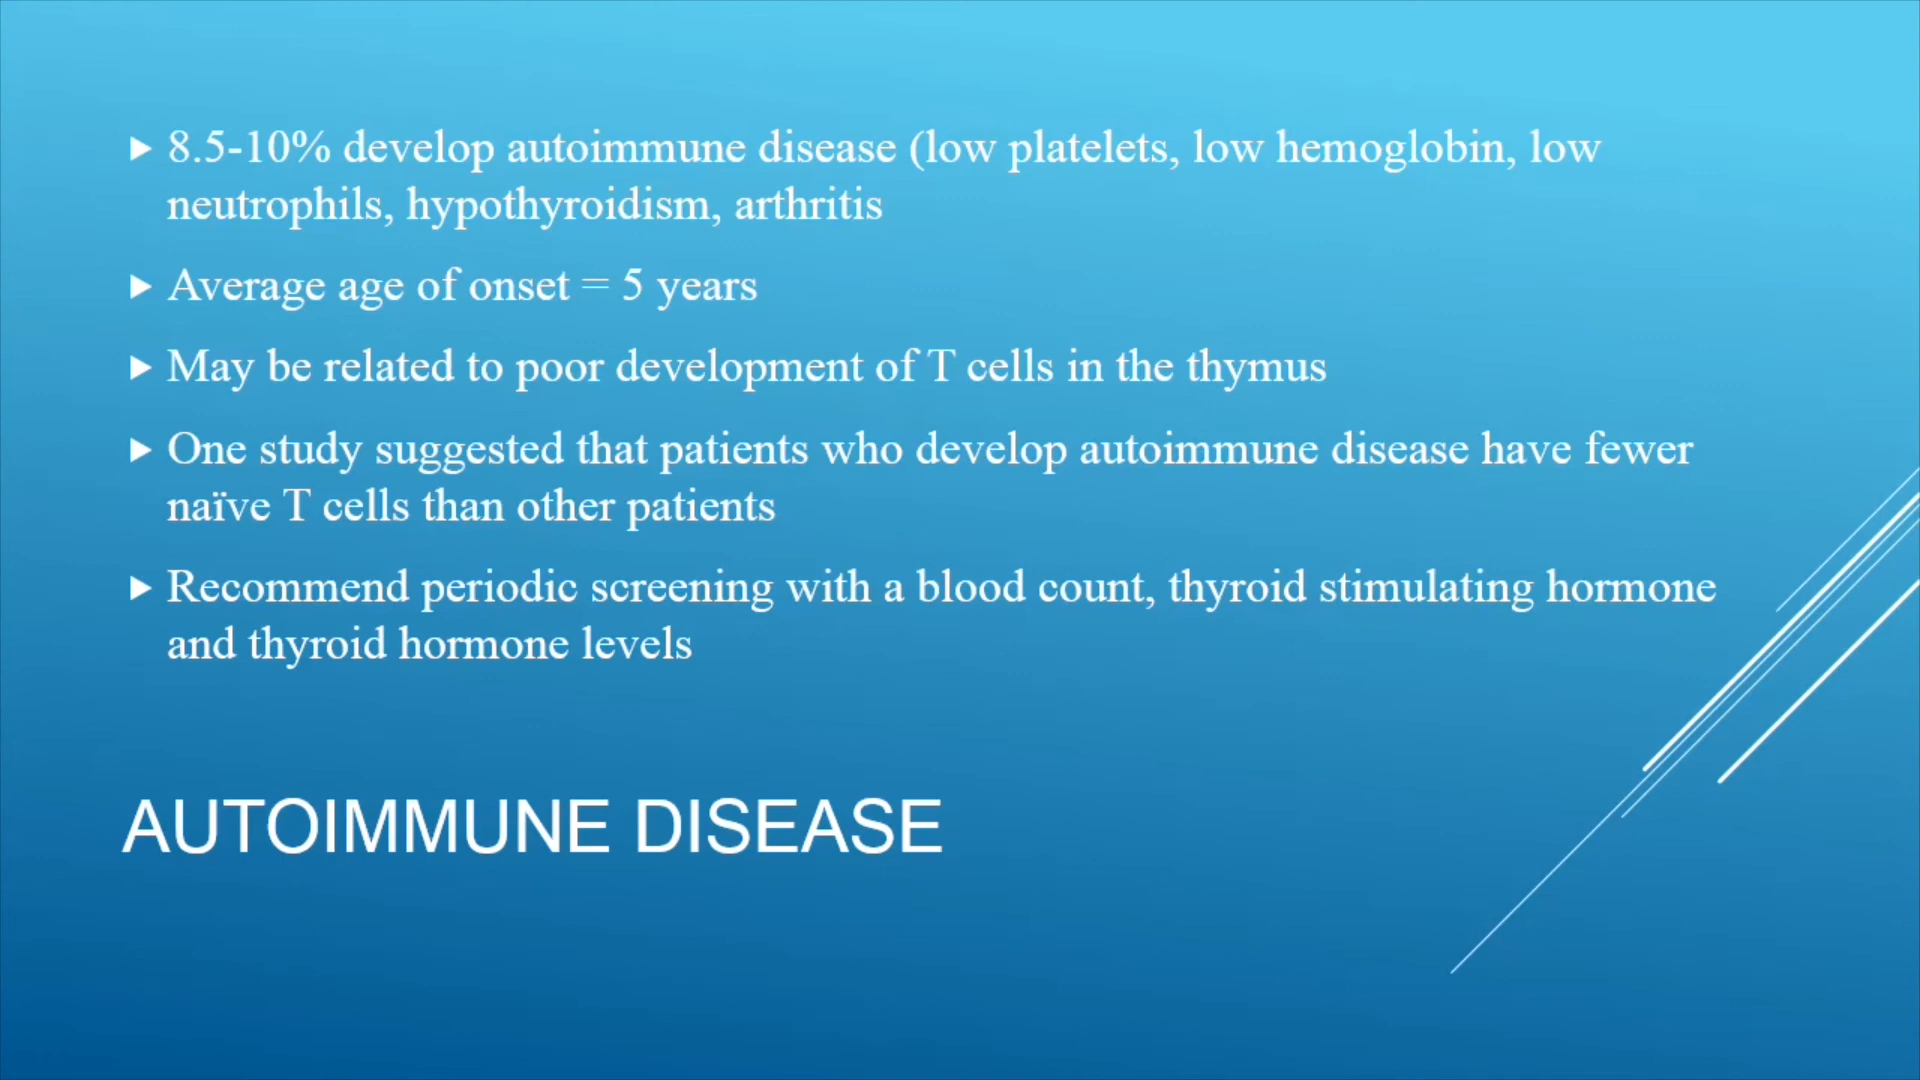 8.5-10% develop autoimmune disease (low platelets, low hemoglobin, low
neutrophils, hypothyroidism, arthritis
Average age of onset = 5 years
May be related to poor development of T cells in the thymus
One study suggested that patients who develop autoimmune disease have fewer
naïve T cells than other patients
Recommend periodic screening with a blood count, thyroid stimulating hormone
and thyroid hormone levels
AUTOIMMUNE DISEASE